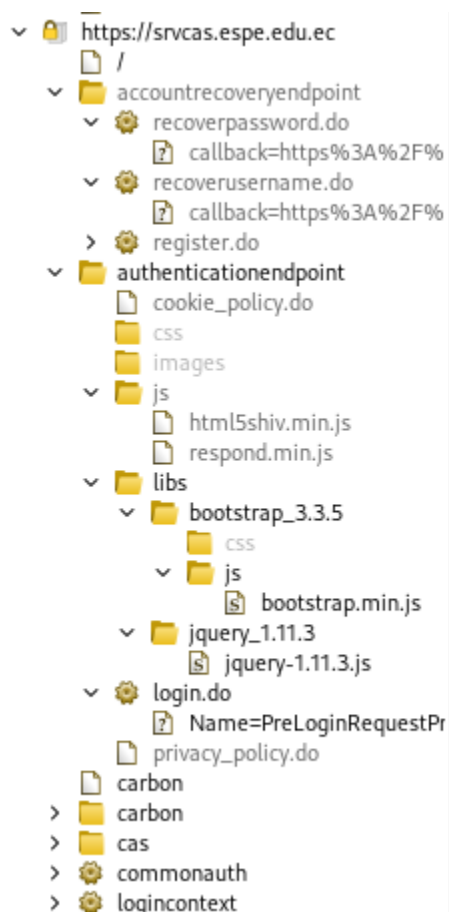 https://srvcas.espe.edu.ec
/
accountrecoveryendpoint
recoverpassword.do
callback=https%3A%2F%
recoverusername.do
callback=https%3A%2F%
register.do
authenticationendpoint
cookie_policy.do
css
images
js
html5shiv.min.js
respond.min.js
libs
bootstrap_3.3.5
css
js
bootstrap.min.js
jquery_1.11.3
jquery-1.11.3.js
login.do
Name=PreLoginRequestPr
privacy_policy.do
carbon
carbon
cas
commonauth
logincontext